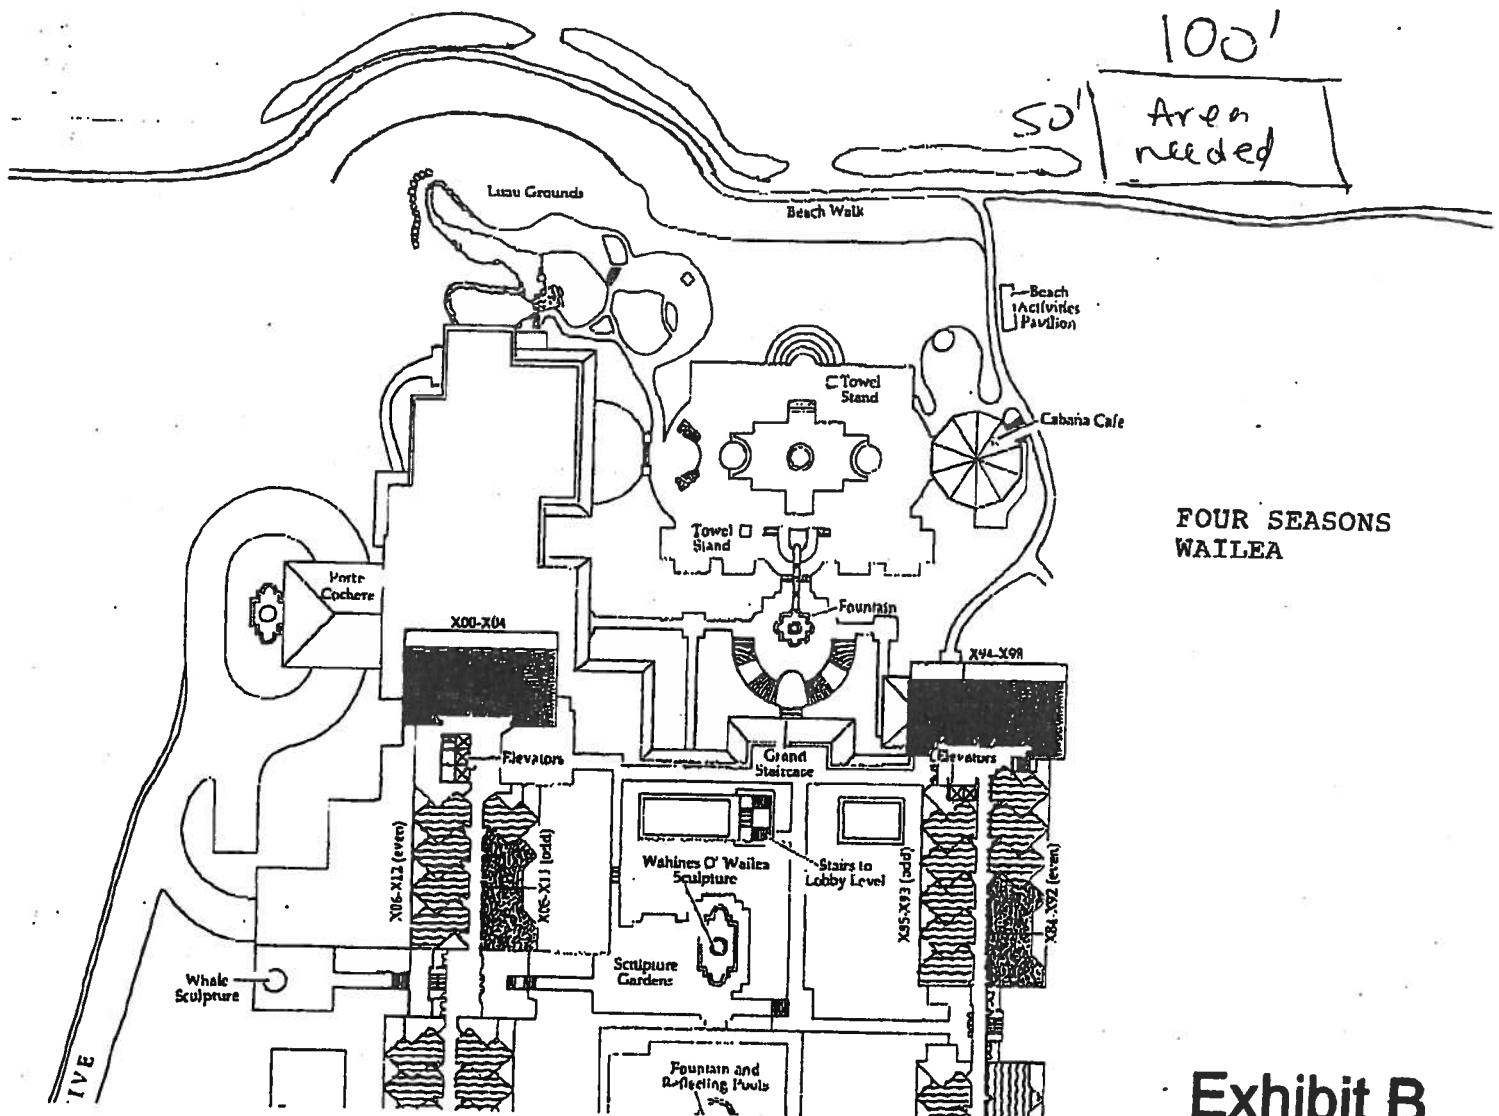 100'
50'
Area
needed
Luau Grounds
Beach Walk
Beach
Activities
Pavilion
Towel
Stand
Cabana Cafe
FOUR SEASONS
WAILEA
Towel
Stand
Porte
Cochere
Fountain
X00-X04
X94-X98
Elevators
Grand
Staircase
Elevators
X06-X12 (even)
X05-X11 (odd)
Wahines O' Wailea
Sculpture
Stairs to
Lobby Level
X95-X93 (odd)
X84-X92 (even)
Whale
Sculpture
Sculpture
Gardens
IVE
Fountain and
Reflecting Pools
Exhibit B